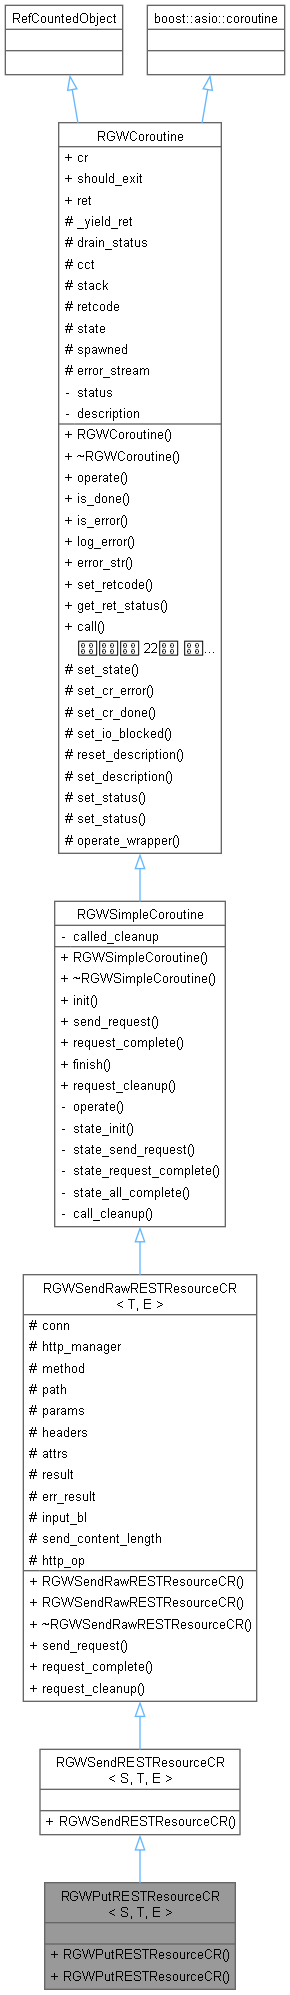 RefCountedObject
boost::asio::coroutine
RGWCoroutine
+ cr
+ should_exit
+ ret
# _yield_ret
# drain_status
# cct
# stack
# retcode
# state
# spawned
# error_stream
- status
- description
+ RGWCoroutine()
+ ~RGWCoroutine()
+ operate()
+ is_done()
+ is_error()
+ log_error()
+ error_str()
+ set_retcode()
+ get_ret_status()
+ call()
22 ...
# set_state()
# set_cr_error()
# set_cr_done()
# set_io_blocked()
# reset_description()
# set_description()
# set_status()
# set_status()
# operate_wrapper()
RGWSimpleCoroutine
- called_cleanup
+ RGWSimpleCoroutine()
+ ~RGWSimpleCoroutine()
+ init()
+ send_request()
+ request_complete()
+ finish()
+ request_cleanup()
- operate()
- state_init()
- state_send_request()
- state_request_complete()
- state_all_complete()
- call_cleanup()
RGWSendRawRESTResourceCR
< T, E >
# conn
# http_manager
# method
# path
# params
# headers
# attrs
# result
# err_result
# input_bl
# send_content_length
# http_op
+ RGWSendRawRESTResourceCR()
+ RGWSendRawRESTResourceCR()
+ ~RGWSendRawRESTResourceCR()
+ send_request()
+ request_complete()
+ request_cleanup()
RGWSendRESTResourceCR
< S, T, E >
+ RGWSendRESTResourceCR()
RGWPutRESTResourceCR
< S, T, E >
+ RGWPutRESTResourceCR()
+ RGWPutRESTResourceCR()